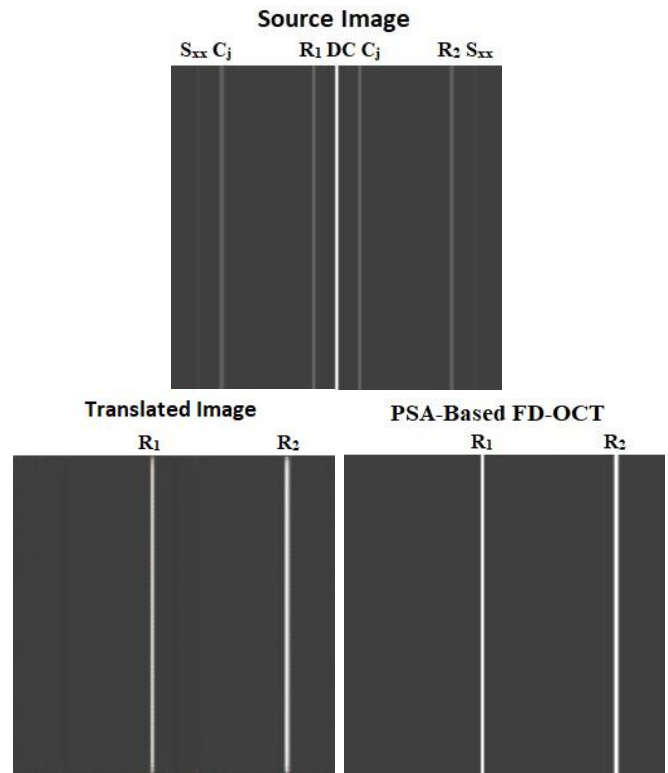 Source Image
Sxx Cj R1 DC Cj R2 Sxx
Translated Image
R1 R2
PSA-Based FD-OCT
R1 R2